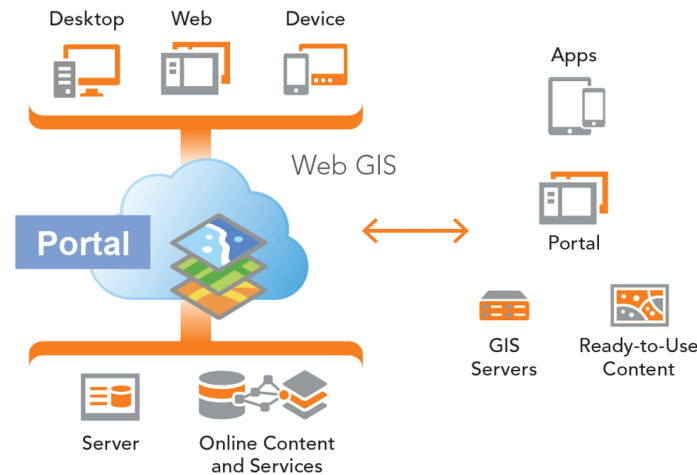 Desktop
Web
Device
Apps
Web GIS
Portal
Portal
GIS
Servers
Ready-to-Use
Content
Server
Online Content
and Services